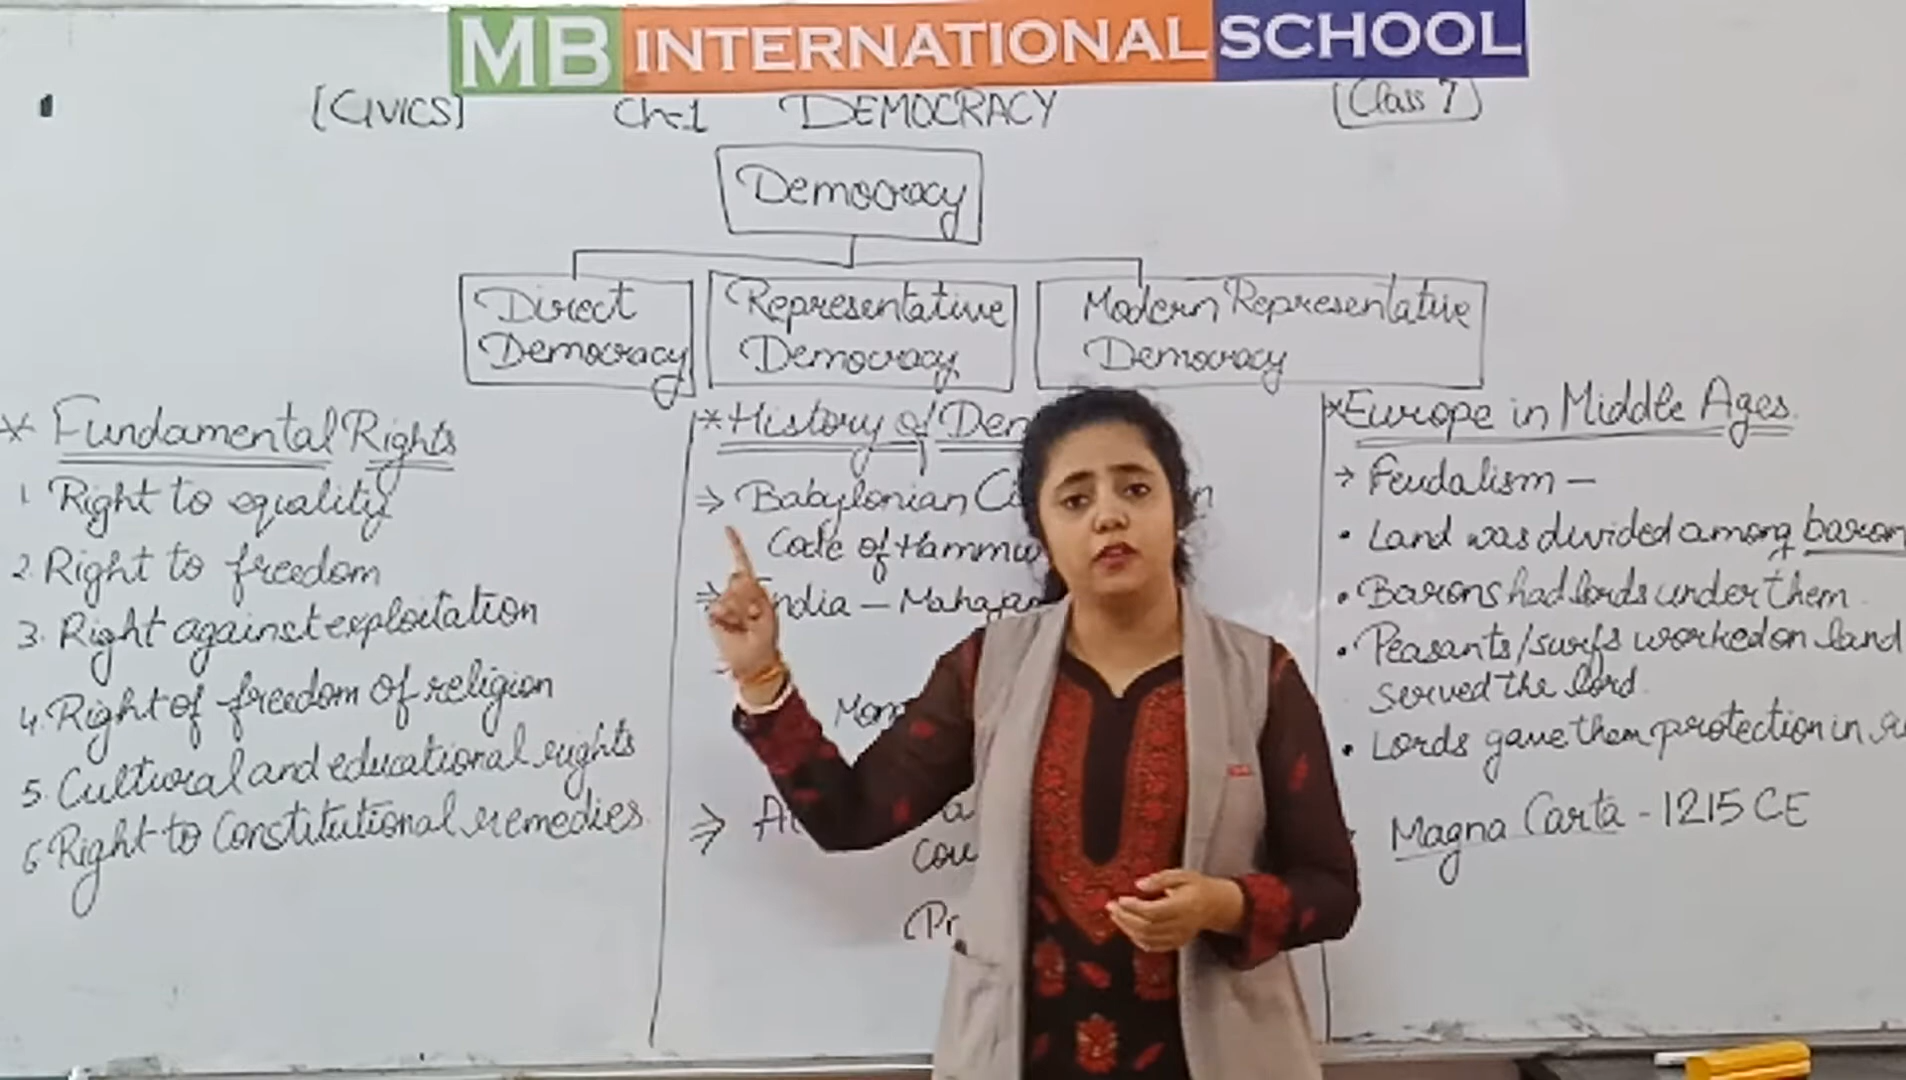 MB INTERNATIONAL SCHOOL
[CIVICS] Ch-1 DEMOCRACY [Class 7]
Democracy
Direct
Democracy
Representative
Democracy
Modern Representative
Democracy
* Fundamental Rights
1. Right to equality
2. Right to freedom
3. Right against exploitation
4. Right of freedom of religion
5. Cultural and educational rights
6. Right to Constitutional remedies
* History of
⇒ Babylonian
Code of
⇒ India -
⇒
* Europe in Middle Ages.
→ Feudalism -
• Land was divided among
• Barons had lords under them
• Peasants/surfs worked on land
served the lord.
• Lords gave them protection in
Magna Carta - 1215 CE